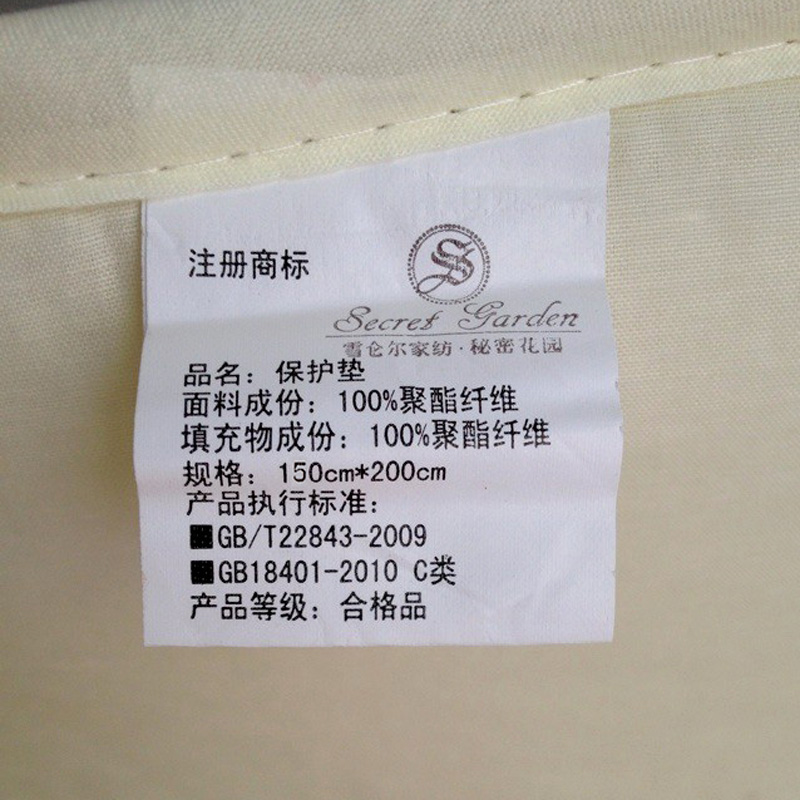 注册商标
Secret Garden
雪仑尔家纺·秘密花园
品名：保护垫
面料成份：100%聚酯纤维
填充物成份：100%聚酯纤维
规格：150cm*200cm
产品执行标准：
■GB/T22843-2009
■GB18401-2010 C类
产品等级：合格品